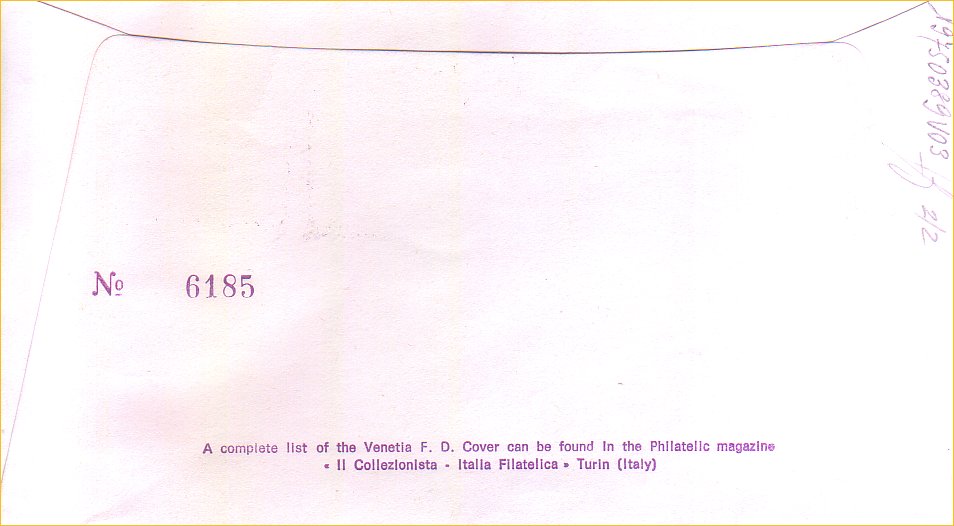 Nº 6185
A complete list of the Venetia F. D. Cover can be found in the Philatelic magazine
« Il Collezionista - Italia Filatelica » Turin (Italy)
2/2